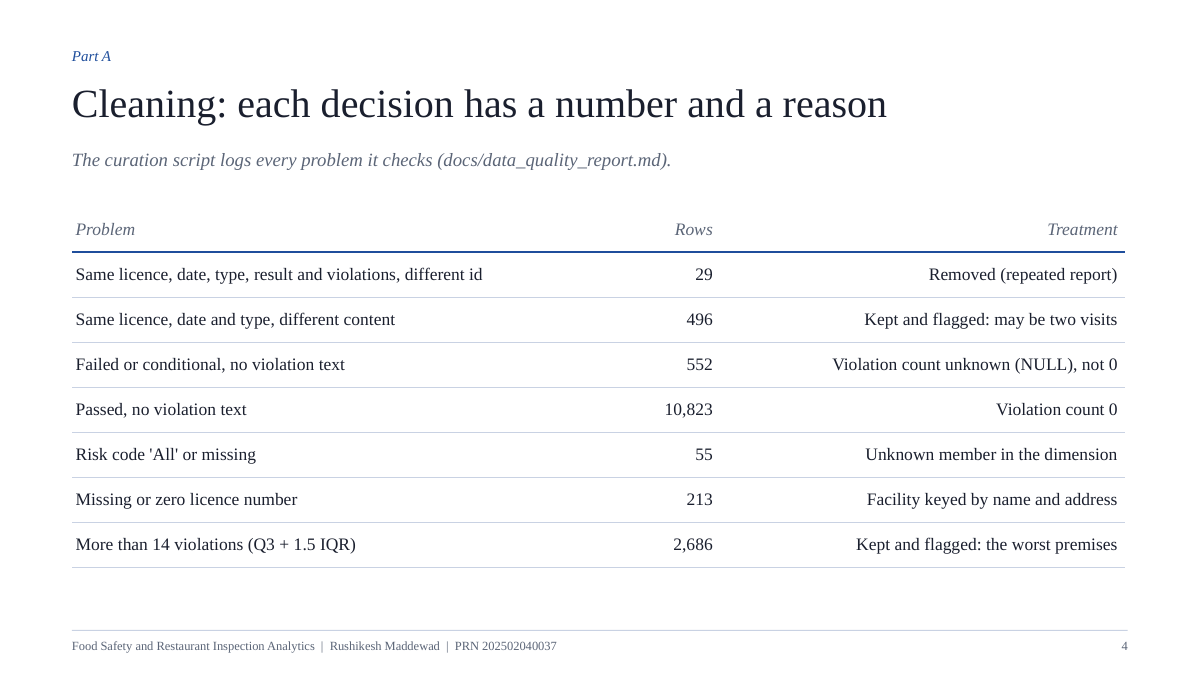 Part A
Cleaning: each decision has a number and a reason
The curation script logs every problem it checks (docs/data_quality_report.md).
Problem Rows Treatment
Same licence, date, type, result and violations, different id 29 Removed (repeated report)
Same licence, date and type, different content 496 Kept and flagged: may be two visits
Failed or conditional, no violation text 552 Violation count unknown (NULL), not 0
Passed, no violation text 10,823 Violation count 0
Risk code 'All' or missing 55 Unknown member in the dimension
Missing or zero licence number 213 Facility keyed by name and address
More than 14 violations (Q3 + 1.5 IQR) 2,686 Kept and flagged: the worst premises
Food Safety and Restaurant Inspection Analytics | Rushikesh Maddewad | PRN 202502040037 4